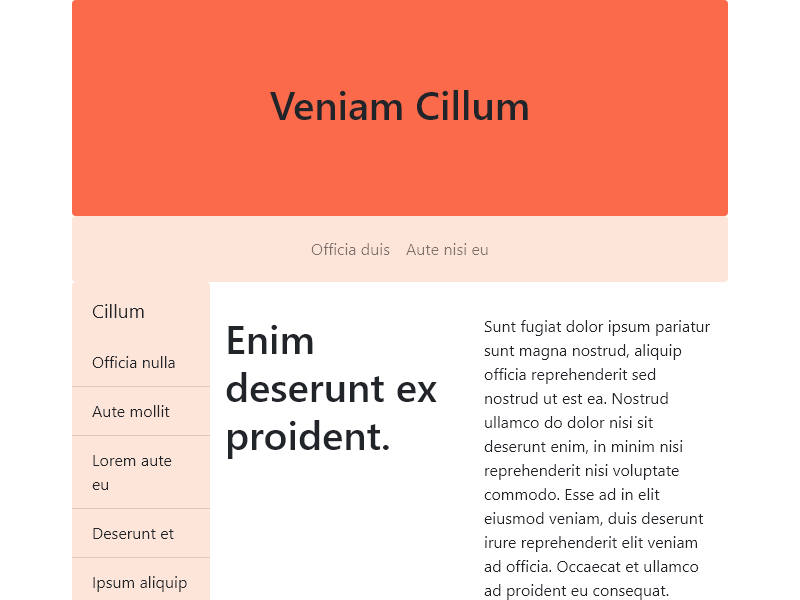 Veniam Cillum
Officia duis
Aute nisi eu
Cillum
Officia nulla
Aute mollit
Lorem aute
eu
Deserunt et
Ipsum aliquip
Enim
deserunt ex
proident.
Sunt fugiat dolor ipsum pariatur
sunt magna nostrud, aliquip
officia reprehenderit sed
nostrud ut est ea. Nostrud
ullamco do dolor nisi sit
deserunt enim, in minim nisi
reprehenderit nisi voluptate
commodo. Esse ad in elit
eiusmod veniam, duis deserunt
irure reprehenderit elit veniam
ad officia. Occaecat et ullamco
ad proident eu consequat.